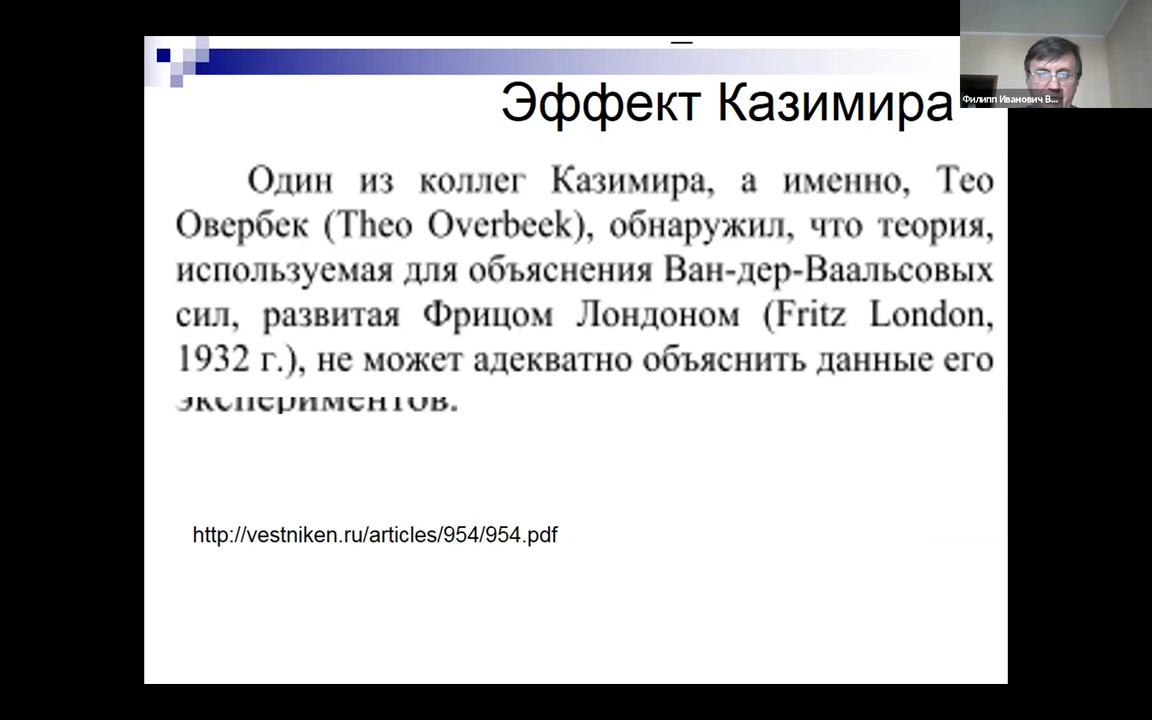 Эффект Казимира
Филипп Иванович В...
Один из коллег Казимира, а именно, Тео
Овербек (Theo Overbeek), обнаружил, что теория,
используемая для объяснения Ван-дер-Ваальсовых
сил, развитая Фрицом Лондоном (Fritz London,
1932 г.), не может адекватно объяснить данные его
экспериментов.
http://vestniken.ru/articles/954/954.pdf